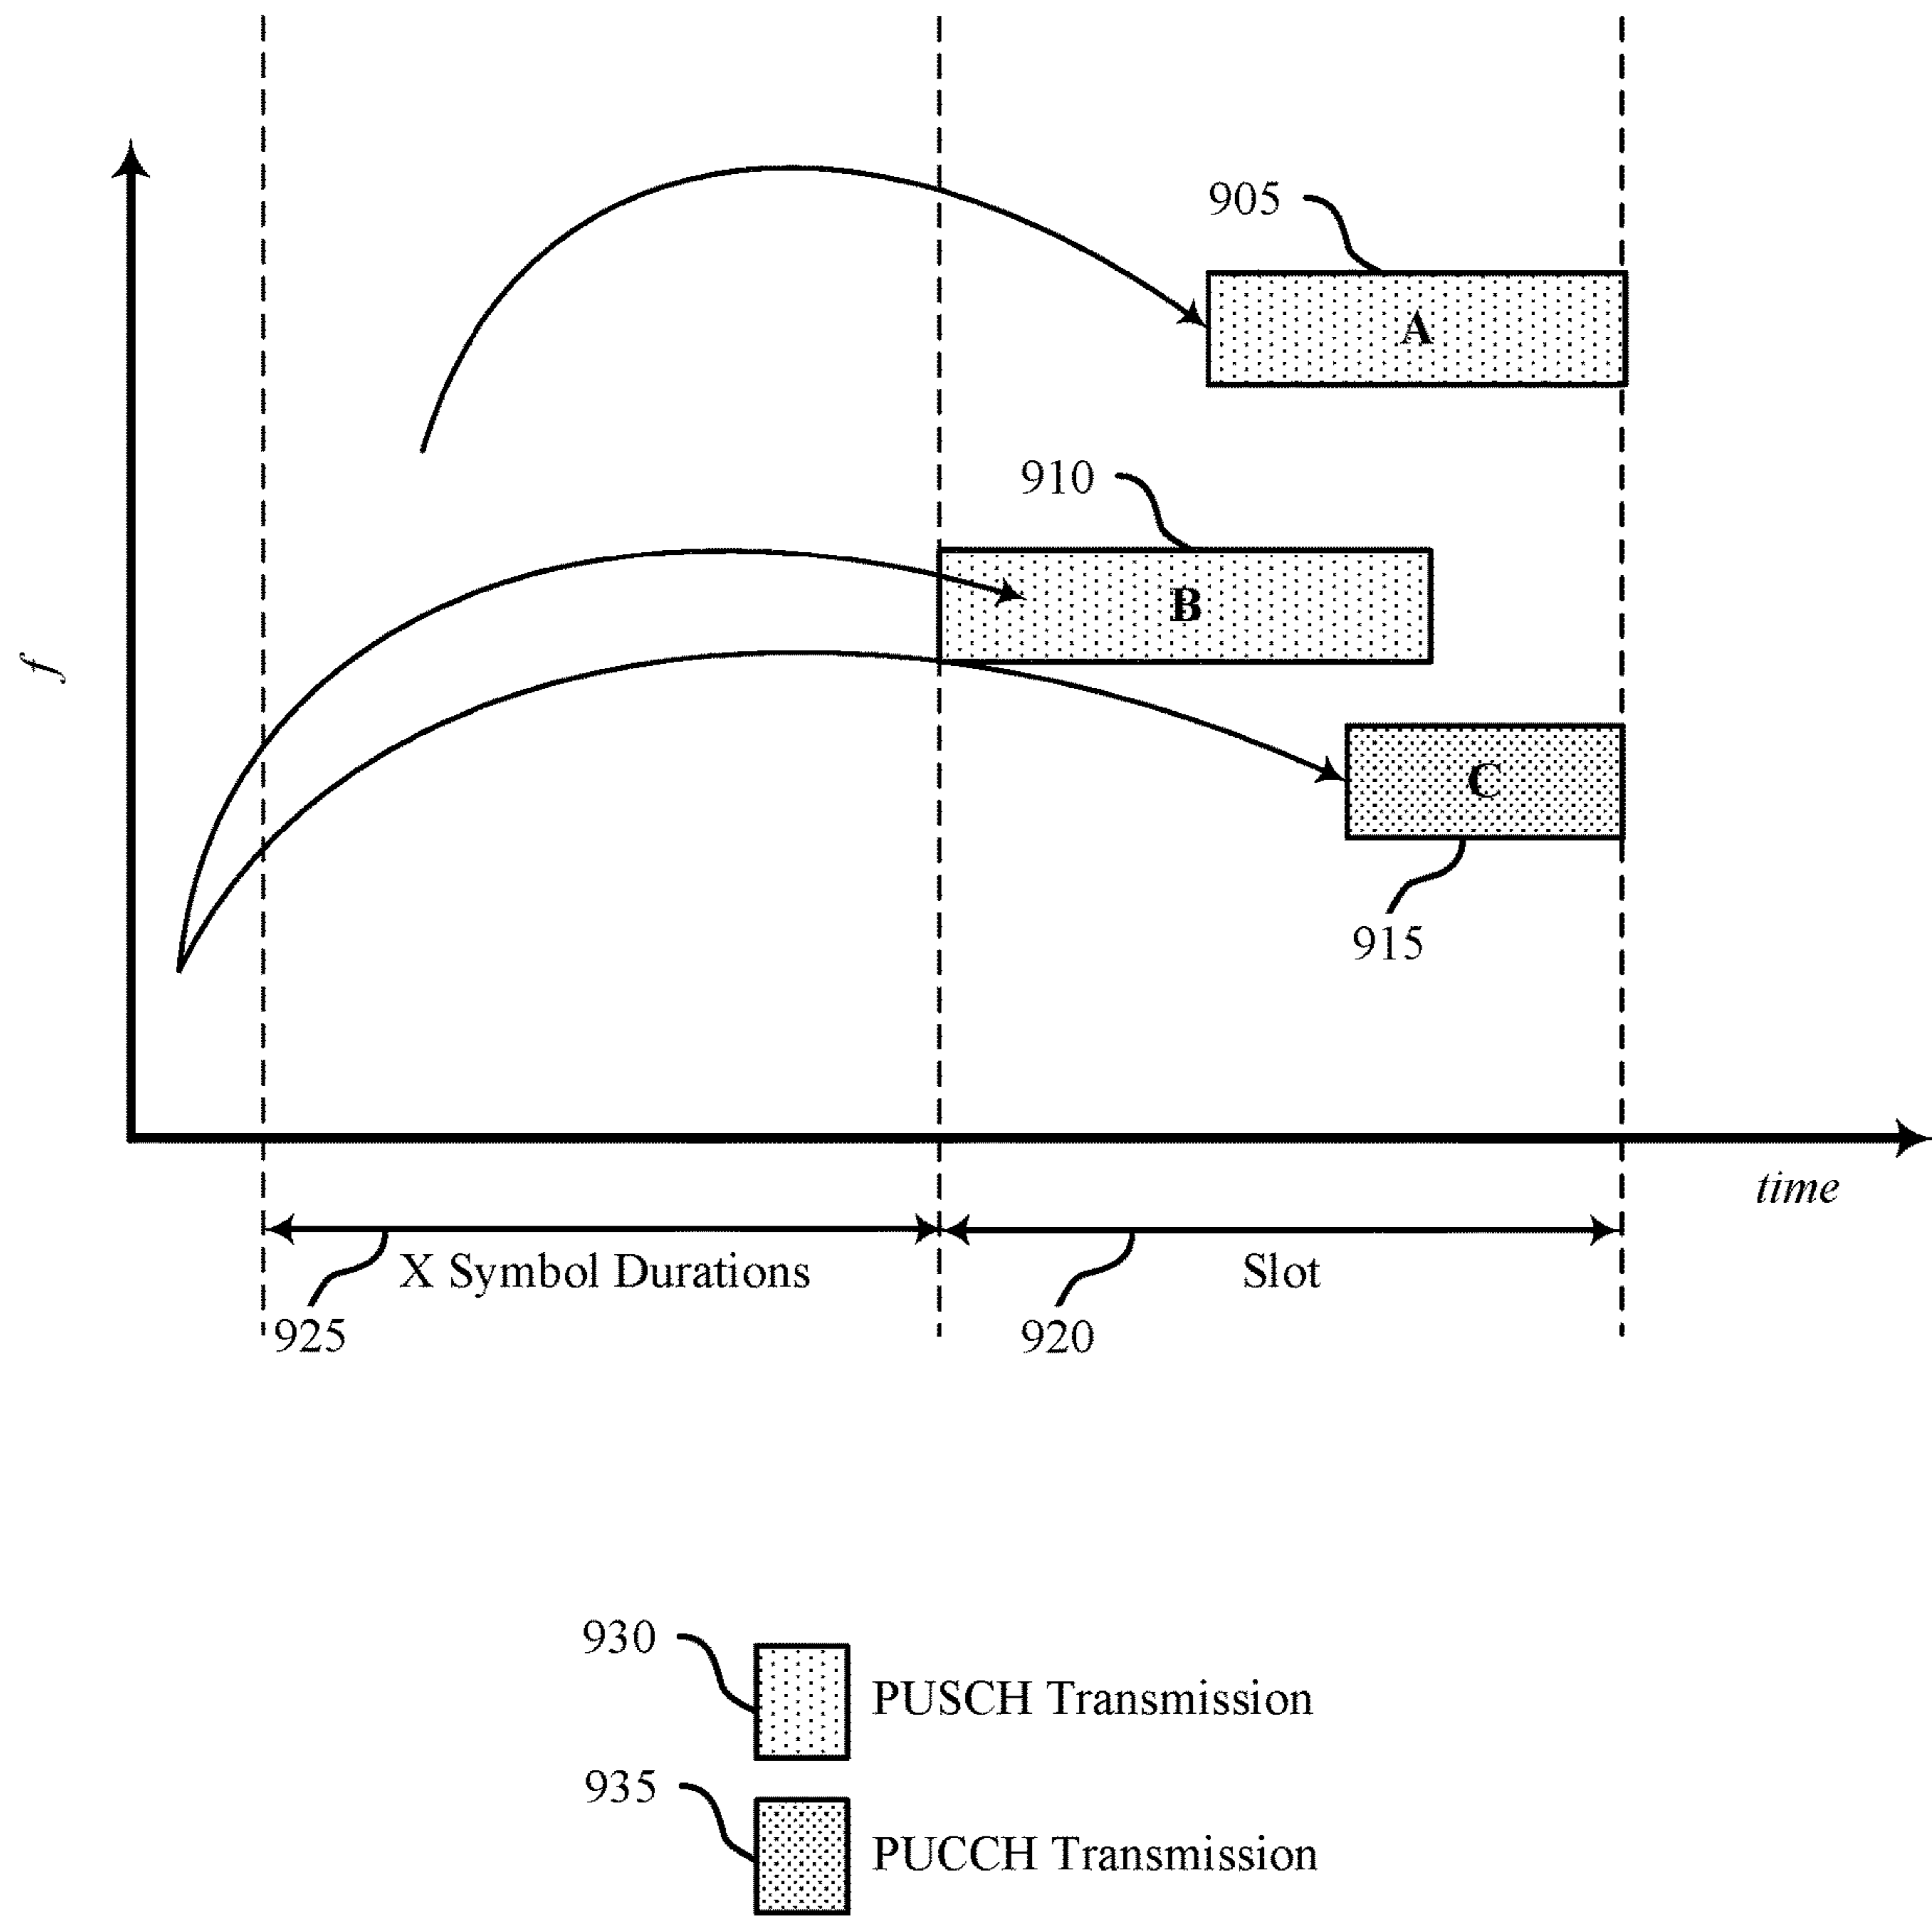 905
A
910
B
f
C
915
time
X Symbol Durations
Slot
925
920
930
PUSCH Transmission
935
PUCCH Transmission